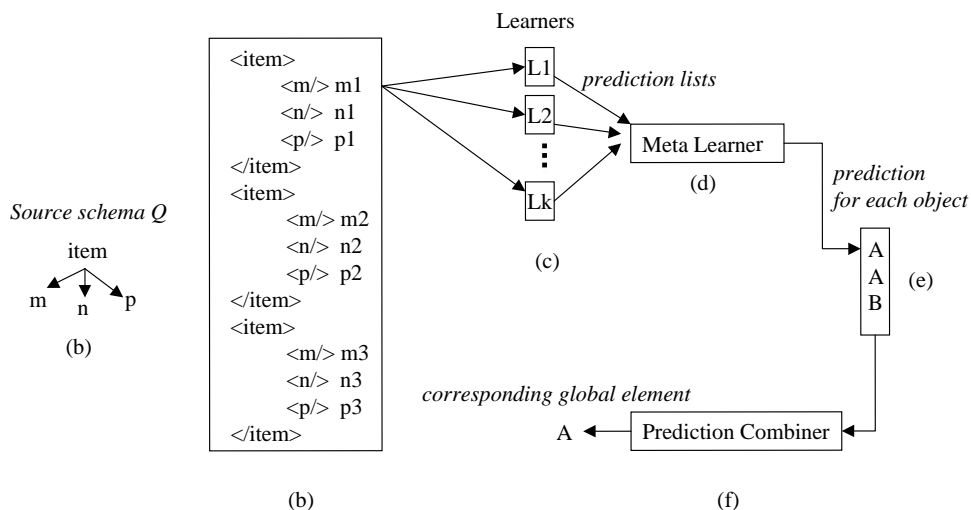 Source schema Q
item
m n p
(b)
<item>
<m/> m1
<n/> n1
<p/> p1
</item>
<item>
<m/> m2
<n/> n2
<p/> p2
</item>
<item>
<m/> m3
<n/> n3
<p/> p3
</item>
(b)
Learners
L1
L2
Lk
(c)
prediction lists
Meta Learner
(d)
prediction
for each object
A
A
B
(e)
corresponding global element
A
Prediction Combiner
(f)